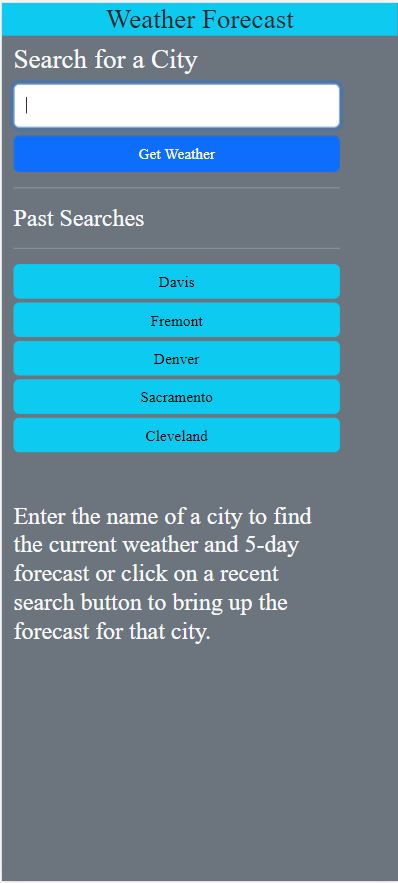 Weather Forecast
Search for a City
Get Weather
Past Searches
Davis
Fremont
Denver
Sacramento
Cleveland
Enter the name of a city to find
the current weather and 5-day
forecast or click on a recent
search button to bring up the
forecast for that city.